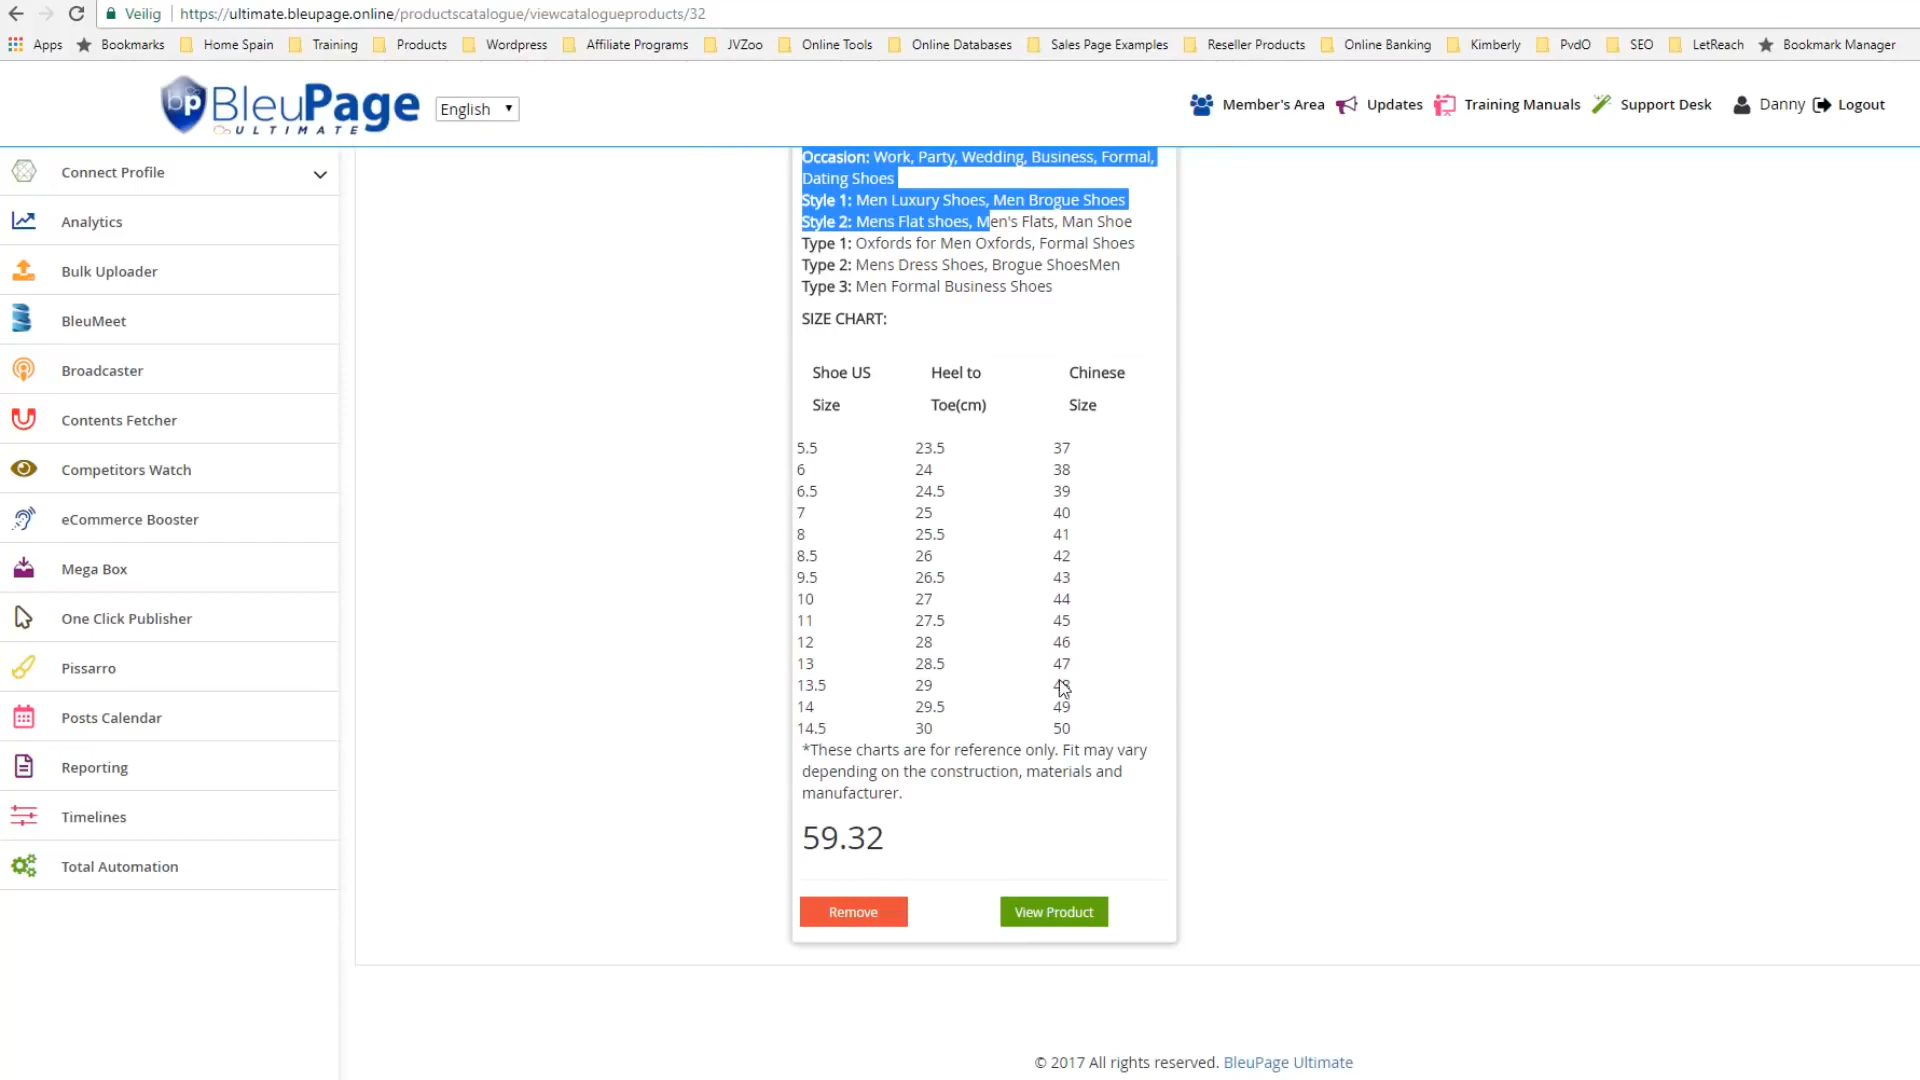 Veilig https://ultimate.bleupage.online/productscatalogue/viewcatalogueproducts/32
Apps Bookmarks Home Spain Training Products Wordpress Affiliate Programs JVZoo Online Tools Online Databases Sales Page Examples Reseller Products Online Banking Kimberly PvdO SEO LetReach Bookmark Manager
bp BleuPage ULTIMATE English Member's Area Updates Training Manuals Support Desk Danny Logout
Connect Profile
Analytics
Bulk Uploader
BleuMeet
Broadcaster
Contents Fetcher
Competitors Watch
eCommerce Booster
Mega Box
One Click Publisher
Pissarro
Posts Calendar
Reporting
Timelines
Total Automation
Occasion: Work, Party, Wedding, Business, Formal,
Dating Shoes
Style 1: Men Luxury Shoes, Men Brogue Shoes
Style 2: Mens Flat shoes, Men's Flats, Man Shoe
Type 1: Oxfords for Men Oxfords, Formal Shoes
Type 2: Mens Dress Shoes, Brogue ShoesMen
Type 3: Men Formal Business Shoes
SIZE CHART:
Shoe US Heel to Chinese
Size Toe(cm) Size
5.5 23.5 37
6 24 38
6.5 24.5 39
7 25 40
8 25.5 41
8.5 26 42
9.5 26.5 43
10 27 44
11 27.5 45
12 28 46
13 28.5 47
13.5 29
14 29.5 49
14.5 30 50
*These charts are for reference only. Fit may vary
depending on the construction, materials and
manufacturer.
59.32
Remove View Product
© 2017 All rights reserved. BleuPage Ultimate